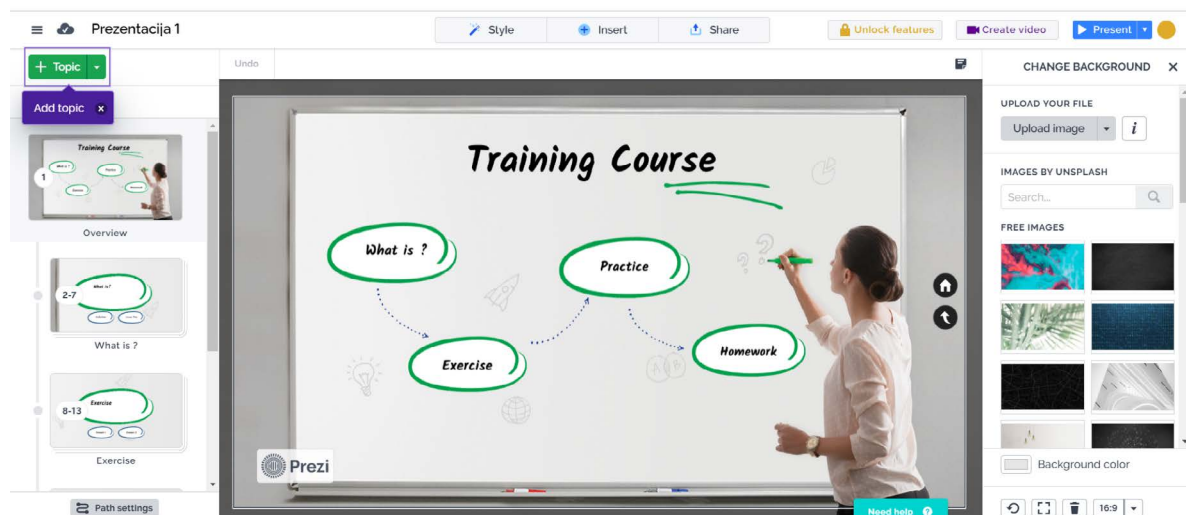 Prezentacija 1
Style
Insert
Share
Unlock features
Create video
Present
+ Topic
Undo
CHANGE BACKGROUND X
Add topic x
UPLOAD YOUR FILE
Upload image
i
IMAGES BY UNSPLASH
Search...
FREE IMAGES
Training Course
1
Overview
2-7
What is ?
8-13
Exercise
Exercise
Path settings
Training Course
What is ?
Practice
Exercise
Homework
A B
Prezi
Need help ?
Background color
16:9